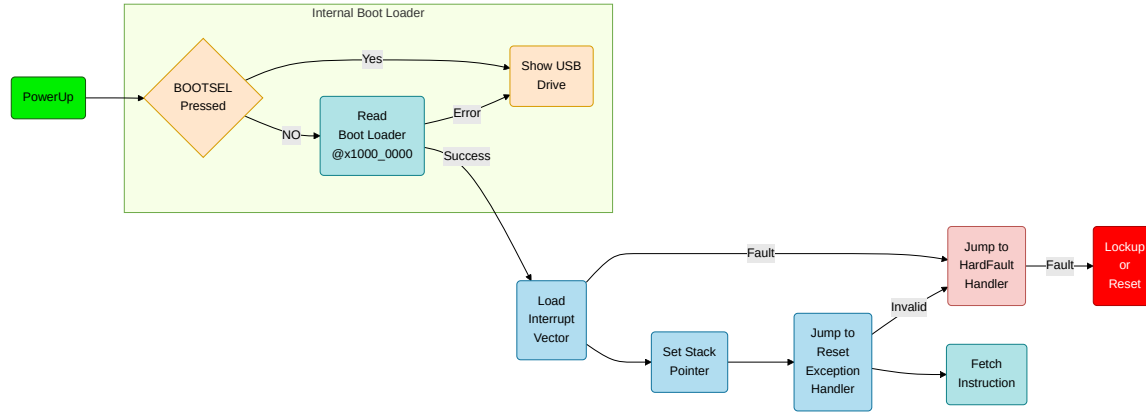 Internal Boot Loader
PowerUp
BOOTSEL
Pressed
Yes
NO
Read
Boot Loader
@x1000_0000
Error
Success
Show USB
Drive
Load
Interrupt
Vector
Fault
Set Stack
Pointer
Jump to
Reset
Exception
Handler
Invalid
Jump to
HardFault
Handler
Fault
Lockup
or
Reset
Fetch
Instruction